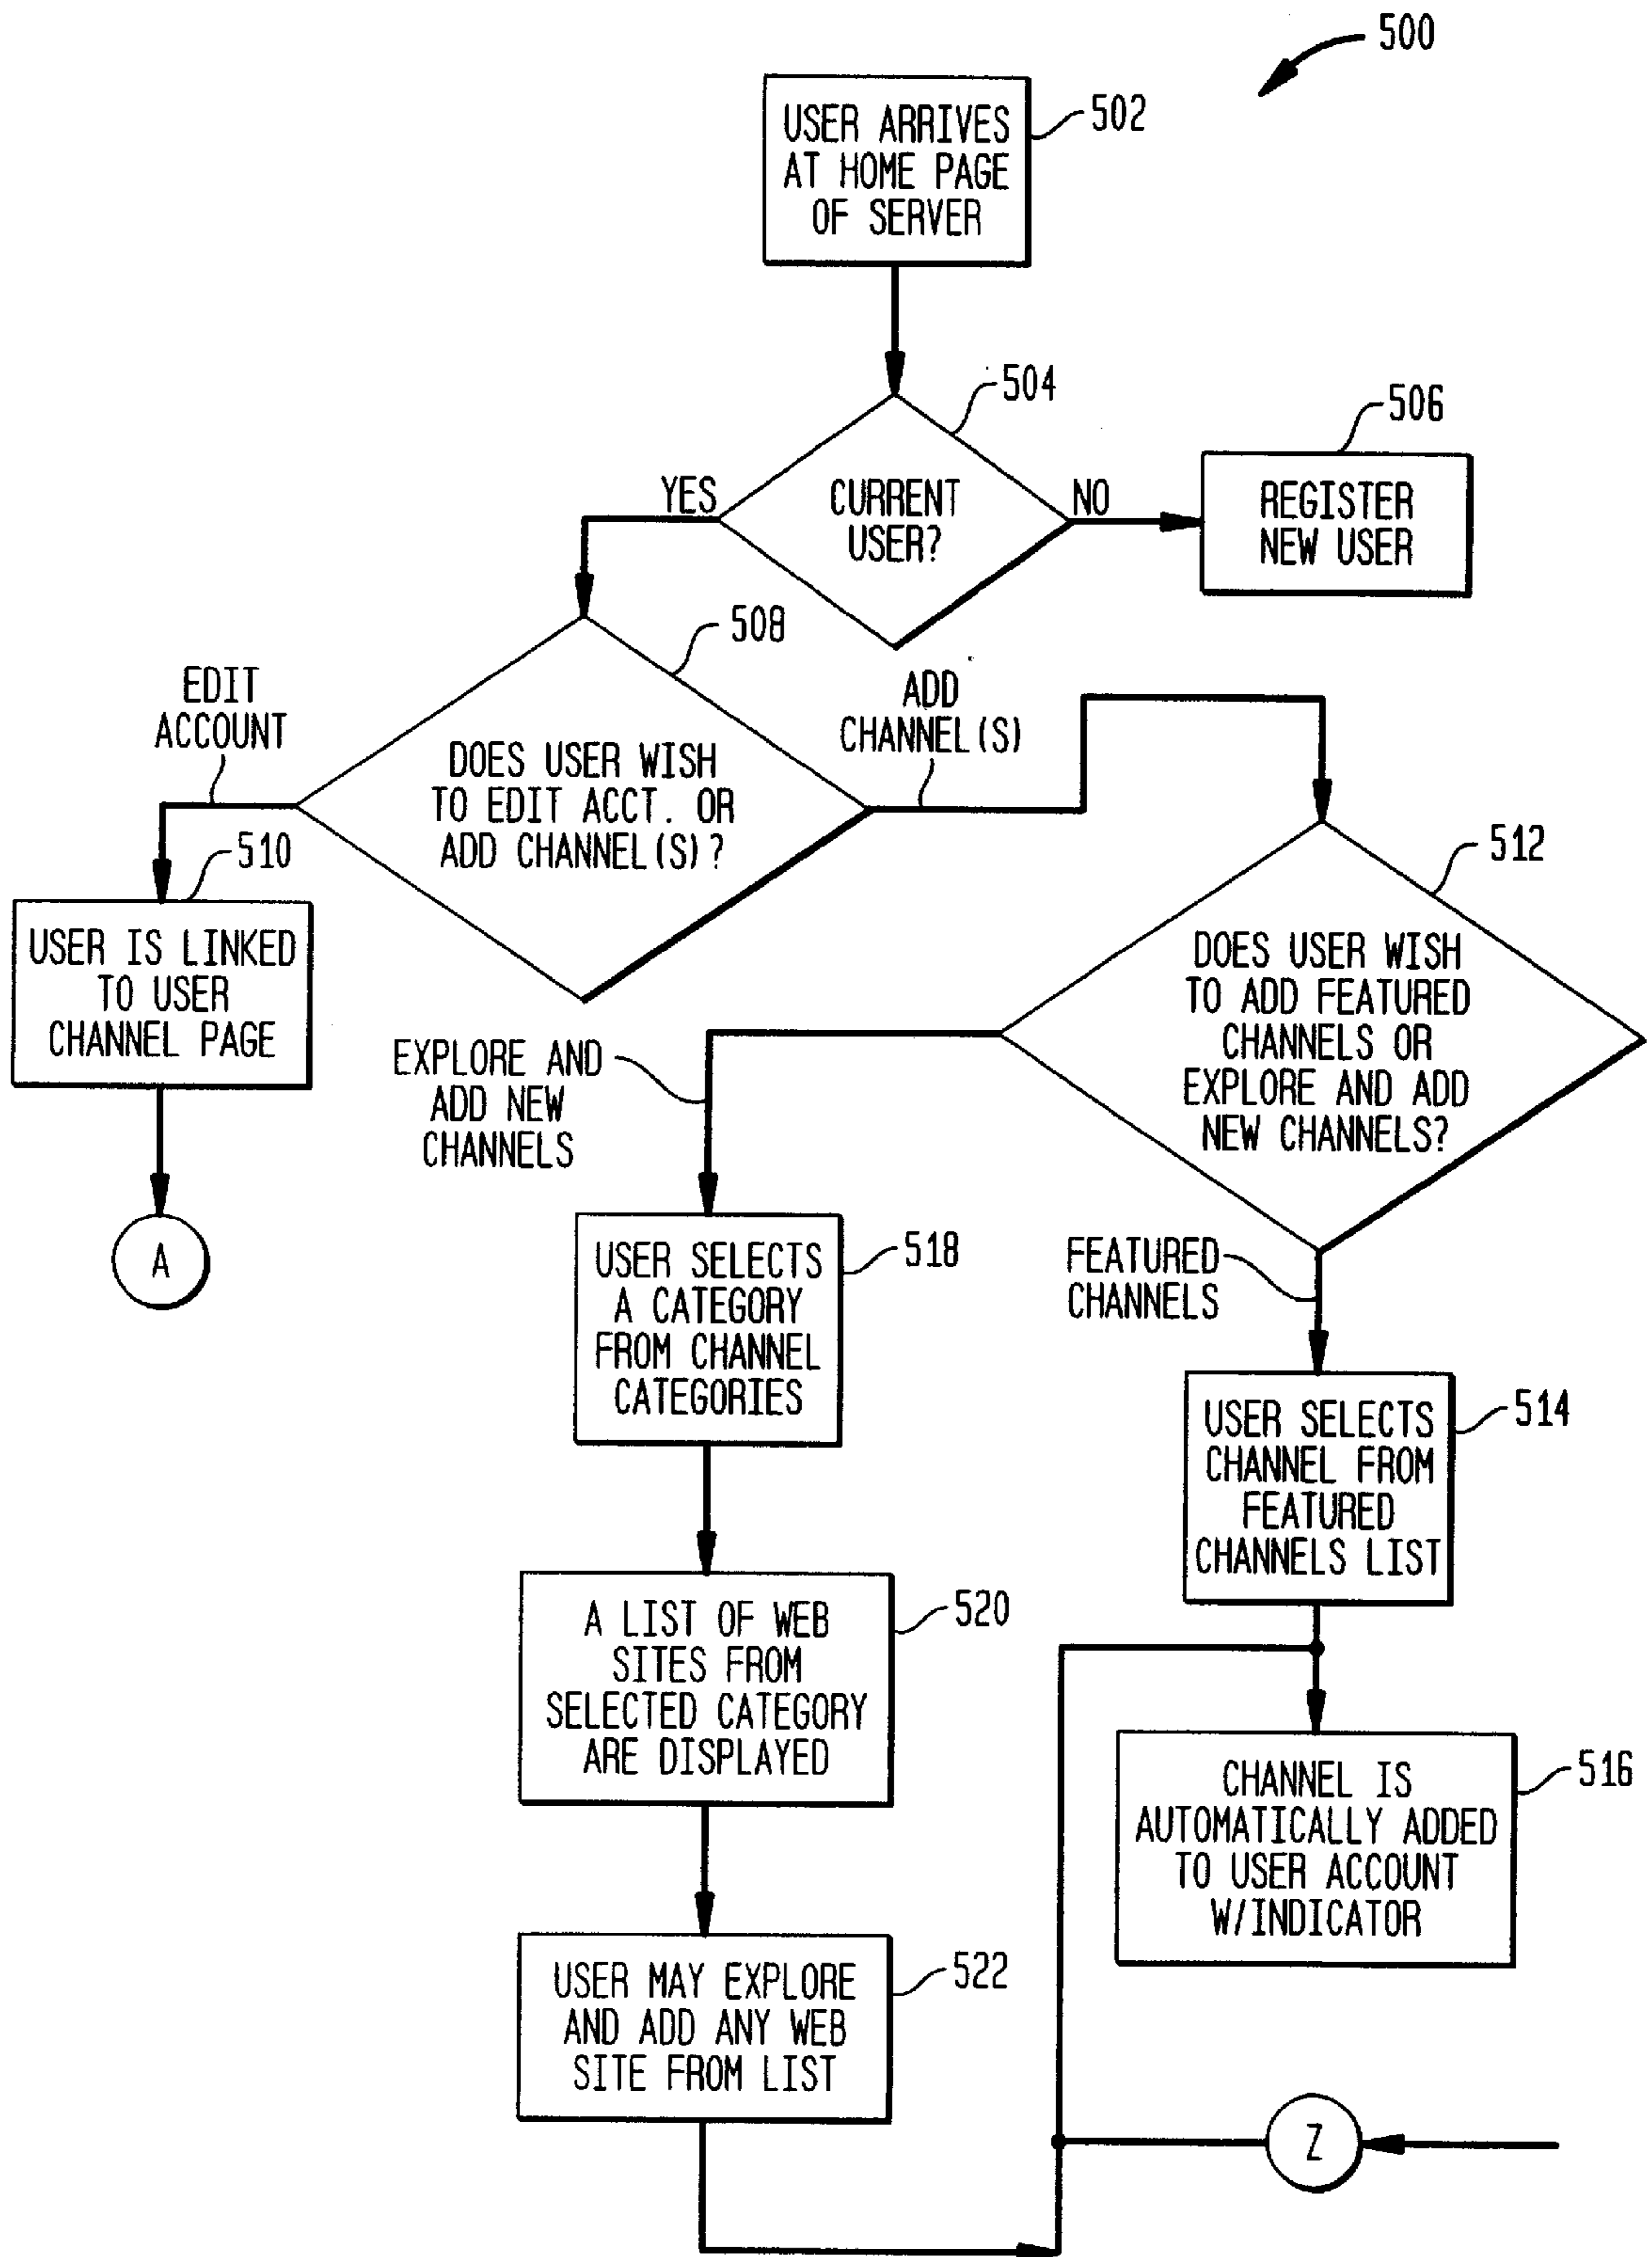 500
USER ARRIVES
AT HOME PAGE
OF SERVER
502
504
CURRENT
USER?
YES
NO
506
REGISTER
NEW USER
508
DOES USER WISH
TO EDIT ACCT. OR
ADD CHANNEL(S)?
EDIT
ACCOUNT
ADD
CHANNEL(S)
510
USER IS LINKED
TO USER
CHANNEL PAGE
A
512
DOES USER WISH
TO ADD FEATURED
CHANNELS OR
EXPLORE AND ADD
NEW CHANNELS?
EXPLORE AND
ADD NEW
CHANNELS
FEATURED
CHANNELS
USER SELECTS
A CATEGORY
FROM CHANNEL
CATEGORIES
518
USER SELECTS
CHANNEL FROM
FEATURED
CHANNELS LIST
514
A LIST OF WEB
SITES FROM
SELECTED CATEGORY
ARE DISPLAYED
520
CHANNEL IS
AUTOMATICALLY ADDED
TO USER ACCOUNT
W/INDICATOR
516
USER MAY EXPLORE
AND ADD ANY WEB
SITE FROM LIST
522
Z